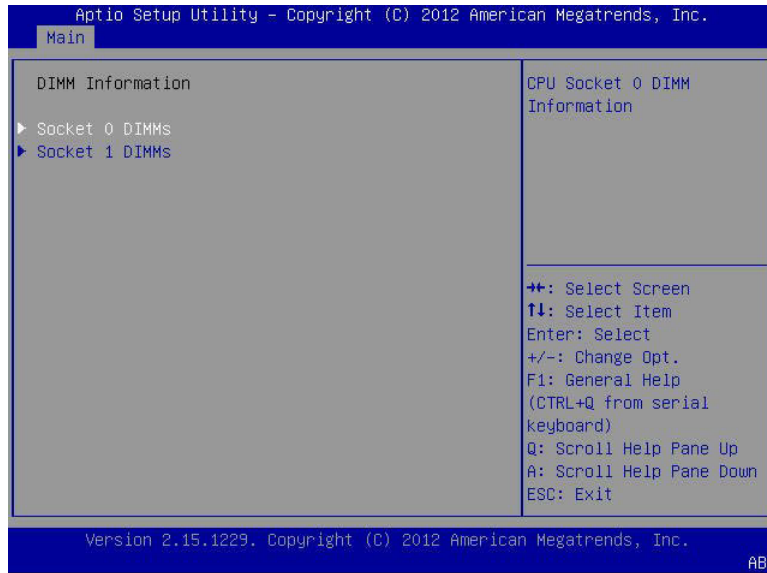 Aptio Setup Utility – Copyright (C) 2012 American Megatrends, Inc.
Main
DIMM Information
Socket 0 DIMMs
Socket 1 DIMMs
CPU Socket 0 DIMM
Information
→←: Select Screen
↑↓: Select Item
Enter: Select
+/-: Change Opt.
F1: General Help
(CTRL+Q from serial
keyboard)
Q: Scroll Help Pane Up
A: Scroll Help Pane Down
ESC: Exit
Version 2.15.1229. Copyright (C) 2012 American Megatrends, Inc.
AB